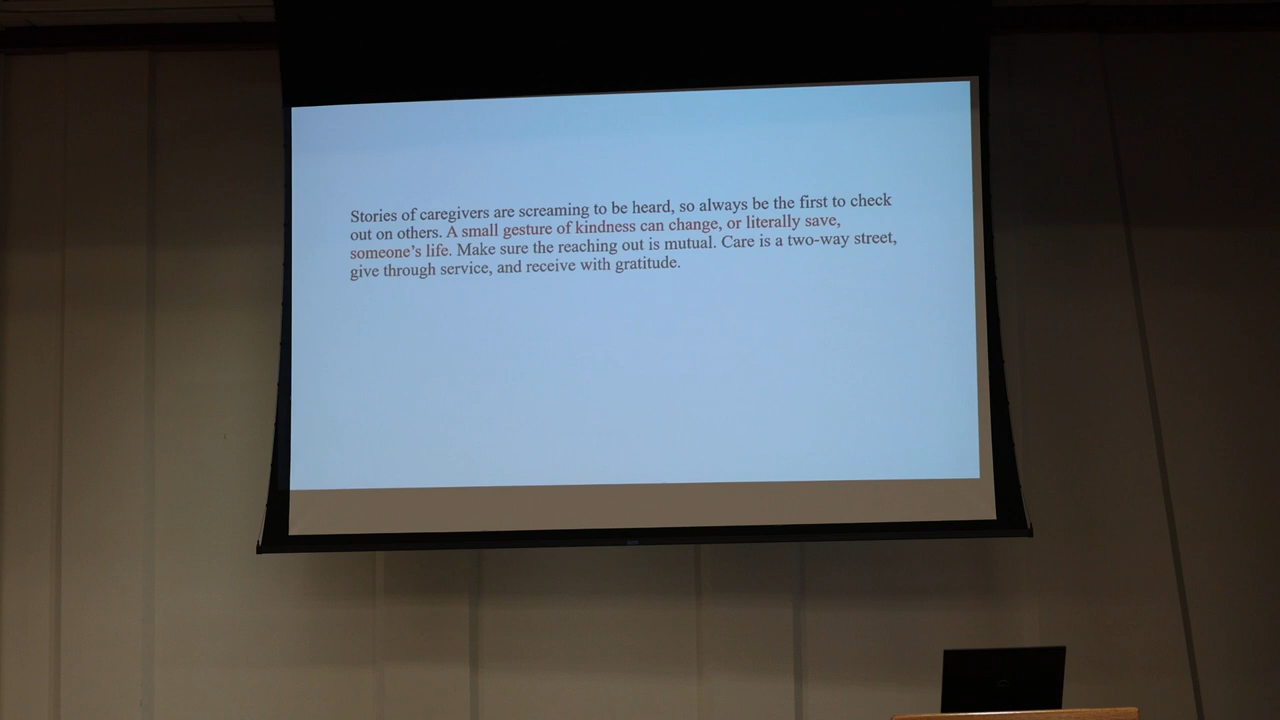 Stories of caregivers are screaming to be heard, so always be the first to check
out on others. A small gesture of kindness can change, or literally save,
someone’s life. Make sure the reaching out is mutual. Care is a two-way street,
give through service, and receive with gratitude.